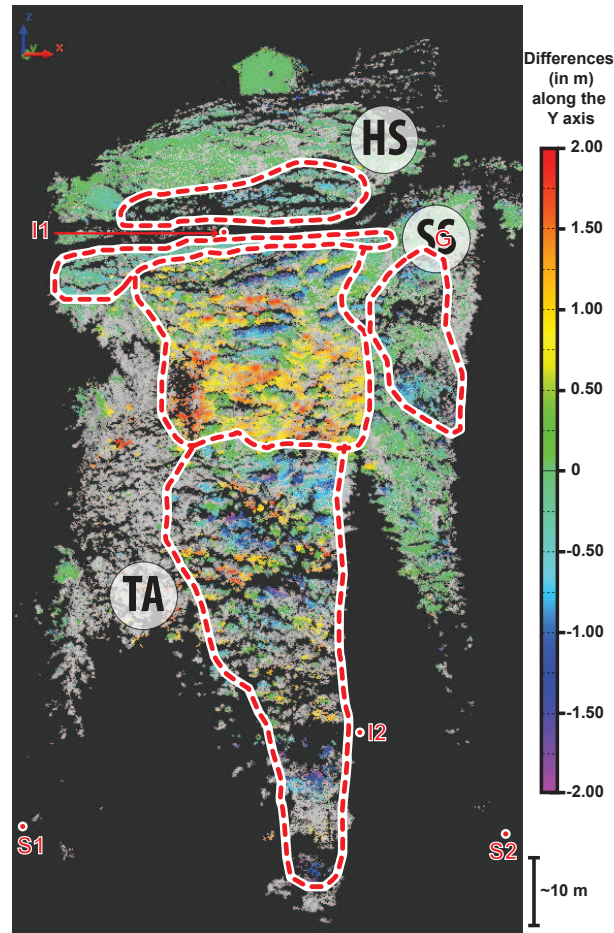 Z
Y
X
Differences
(in m)
along the
Y axis
HS
2.00
I1
SS
G
1.50
1.00
0.50
0
-0.50
TA
-1.00
I2
-1.50
-2.00
S1
S2
~10 m